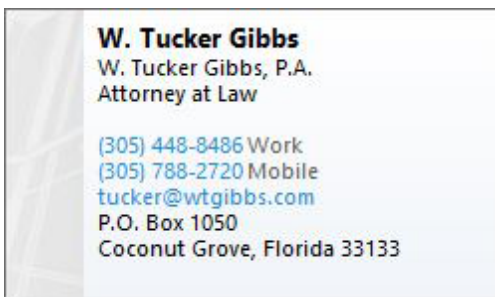 W. Tucker Gibbs
W. Tucker Gibbs, P.A.
Attorney at Law
(305) 448-8486 Work
(305) 788-2720 Mobile
tucker@wtgibbs.com
P.O. Box 1050
Coconut Grove, Florida 33133